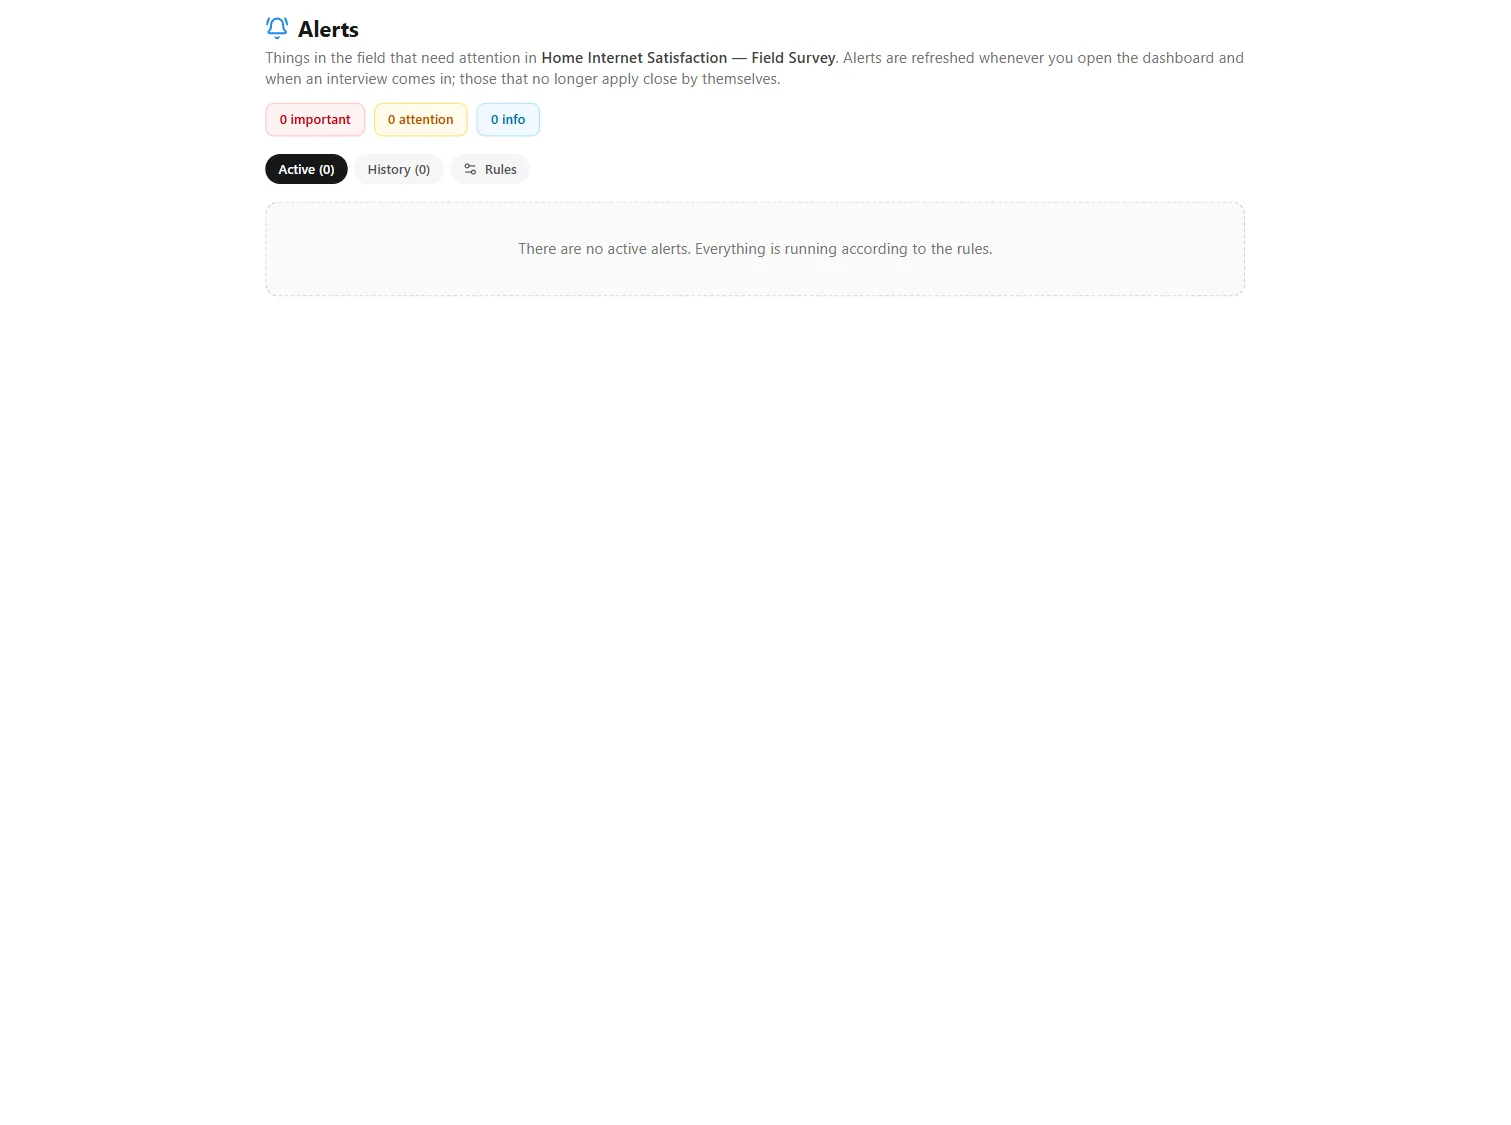 Alerts
Things in the field that need attention in Home Internet Satisfaction — Field Survey. Alerts are refreshed whenever you open the dashboard and
when an interview comes in; those that no longer apply close by themselves.
0 important 0 attention 0 info
Active (0) History (0) Rules
There are no active alerts. Everything is running according to the rules.